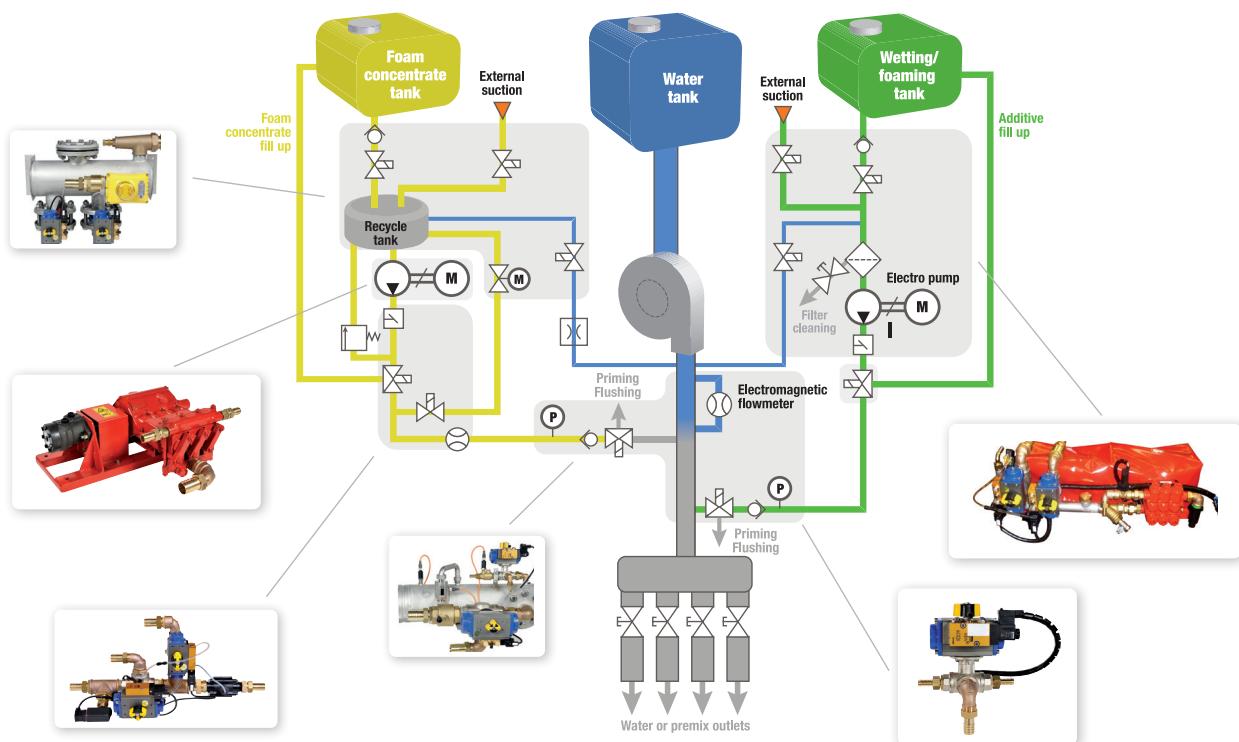 Foam
concentrate
tank
External
suction
Water
tank
External
suction
Wetting/
foaming
tank
Foam
concentrate
fill up
Additive
fill up
Recycle
tank
M
M
Electro pump
M
Filter
cleaning
Priming
Flushing
Electromagnetic
flowmeter
P
P
Priming
Flushing
Water or premix outlets